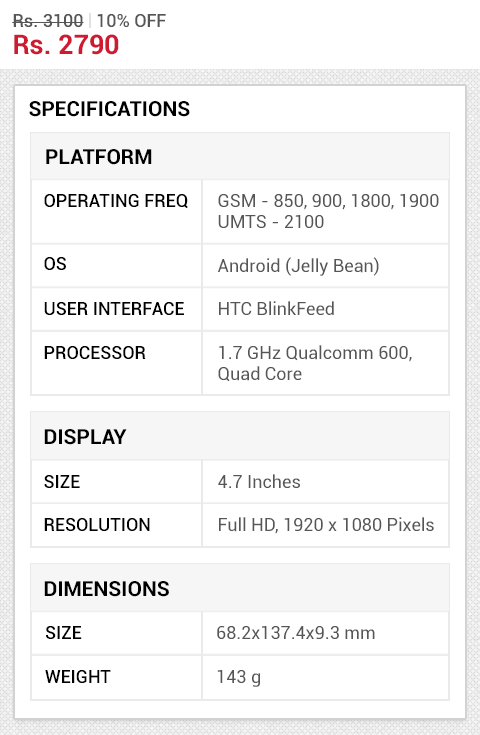 Rs. 3100 | 10% OFF
Rs. 2790
SPECIFICATIONS
PLATFORM
OPERATING FREQ GSM - 850, 900, 1800, 1900
UMTS - 2100
OS Android (Jelly Bean)
USER INTERFACE HTC BlinkFeed
PROCESSOR 1.7 GHz Qualcomm 600,
Quad Core
DISPLAY
SIZE 4.7 Inches
RESOLUTION Full HD, 1920 x 1080 Pixels
DIMENSIONS
SIZE 68.2x137.4x9.3 mm
WEIGHT 143 g